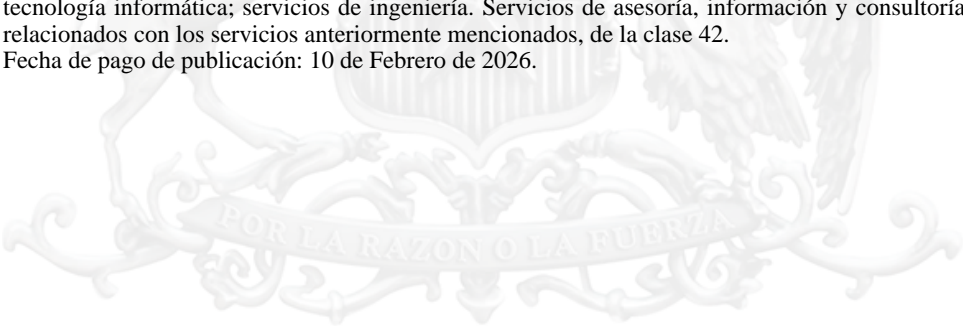 tecnología informática; servicios de ingeniería. Servicios de asesoría, información y consultoría
relacionados con los servicios anteriormente mencionados, de la clase 42.
Fecha de pago de publicación: 10 de Febrero de 2026.
POR LA RAZON O LA FUERZA